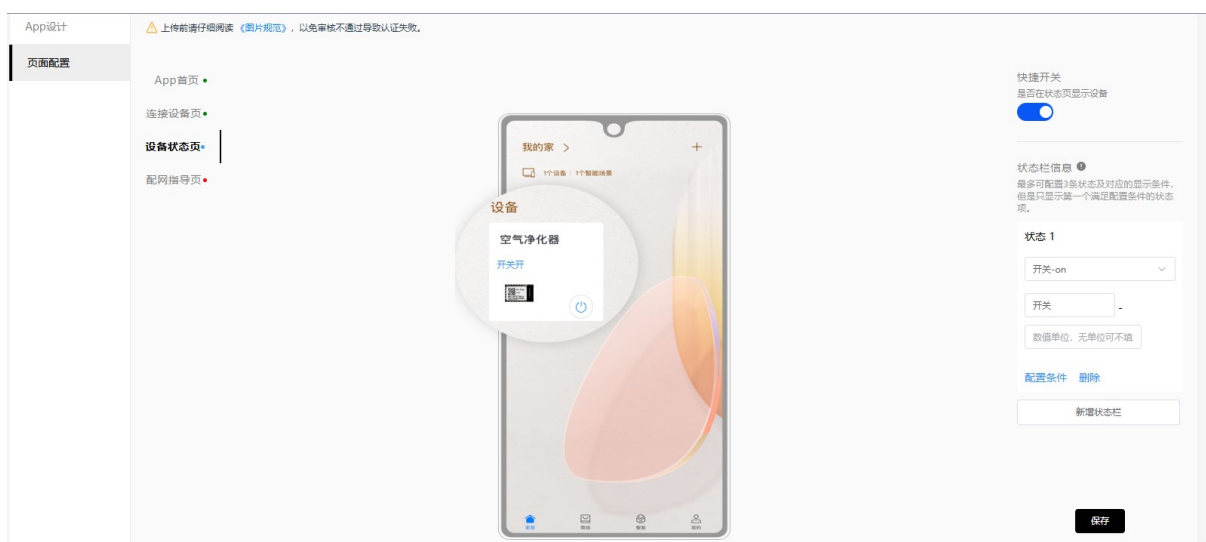 App设计
上传前请仔细阅读《图片规范》，以免审核不通过导致认证失败。
页面配置
App首页
连接设备页
设备状态页
配网指导页
我的家 >
1个设备 | 1个智能场景
设备
空气净化器
开关开
快捷开关
是否在状态页显示设备
状态栏信息
最多可配置3条状态及对应的显示条件，
但是只显示第一个满足配置条件的状态
项。
状态 1
开关-on
开关 -
数值单位，无单位可不填
配置条件 删除
新增状态栏
保存